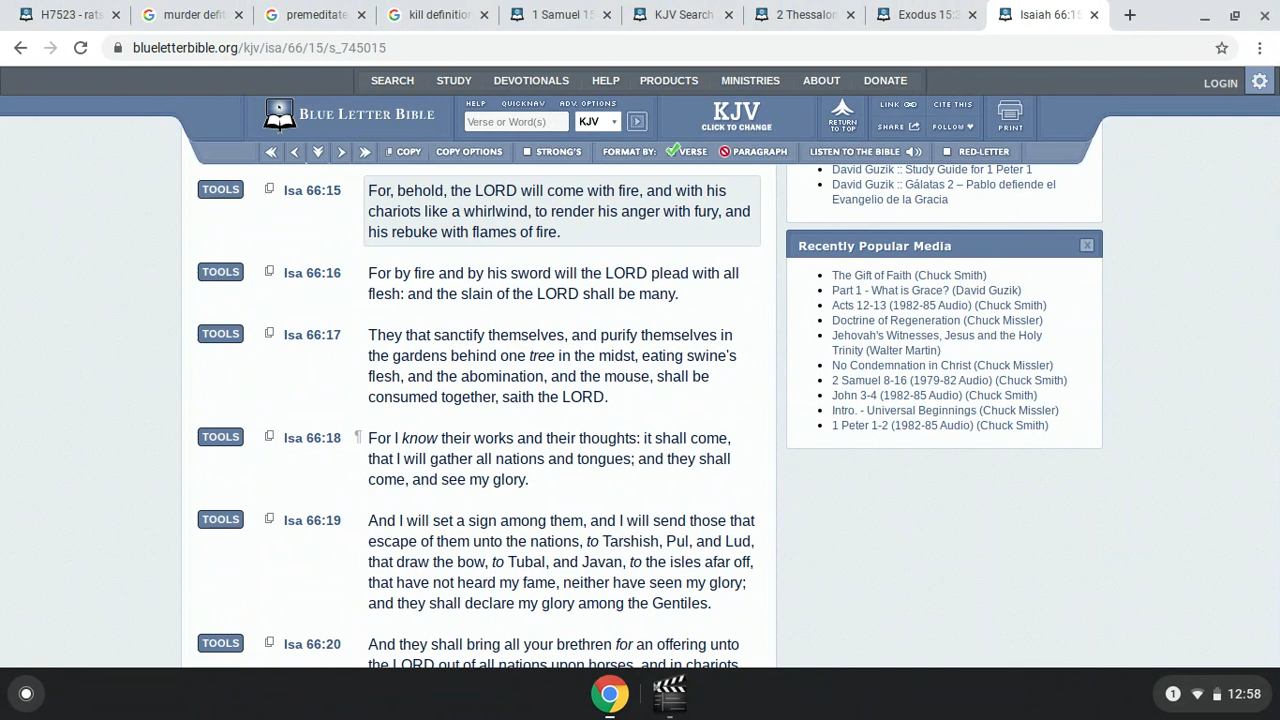 H7523 - rats
murder defi
premeditate
kill definition
1 Samuel 15
KJV Search
2 Thessalon
Exodus 15:
Isaiah 66:15
blueletterbible.org/kjv/isa/66/15/s_745015
SEARCH STUDY DEVOTIONALS HELP PRODUCTS MINISTRIES ABOUT DONATE
LOGIN
BLUE LETTER BIBLE
HELP QUICKNAV ADV. OPTIONS
Verse or Word(s) KJV
KJV
CLICK TO CHANGE
RETURN TO TOP
LINK CITE THIS
SHARE FOLLOW
PRINT
COPY COPY OPTIONS STRONG'S FORMAT BY: VERSE PARAGRAPH LISTEN TO THE BIBLE RED-LETTER
TOOLS Isa 66:15 For, behold, the LORD will come with fire, and with his
chariots like a whirlwind, to render his anger with fury, and
his rebuke with flames of fire.
TOOLS Isa 66:16 For by fire and by his sword will the LORD plead with all
flesh: and the slain of the LORD shall be many.
TOOLS Isa 66:17 They that sanctify themselves, and purify themselves in
the gardens behind one tree in the midst, eating swine's
flesh, and the abomination, and the mouse, shall be
consumed together, saith the LORD.
TOOLS Isa 66:18 ¶ For I know their works and their thoughts: it shall come,
that I will gather all nations and tongues; and they shall
come, and see my glory.
TOOLS Isa 66:19 And I will set a sign among them, and I will send those that
escape of them unto the nations, to Tarshish, Pul, and Lud,
that draw the bow, to Tubal, and Javan, to the isles afar off,
that have not heard my fame, neither have seen my glory;
and they shall declare my glory among the Gentiles.
TOOLS Isa 66:20 And they shall bring all your brethren for an offering unto
the LORD out of all nations upon horses, and in chariots
David Guzik :: Study Guide for 1 Peter 1
David Guzik :: Gálatas 2 – Pablo defiende el
Evangelio de la Gracia
Recently Popular Media x
The Gift of Faith (Chuck Smith)
Part 1 - What is Grace? (David Guzik)
Acts 12-13 (1982-85 Audio) (Chuck Smith)
Doctrine of Regeneration (Chuck Missler)
Jehovah's Witnesses, Jesus and the Holy
Trinity (Walter Martin)
No Condemnation in Christ (Chuck Missler)
2 Samuel 8-16 (1979-82 Audio) (Chuck Smith)
John 3-4 (1982-85 Audio) (Chuck Smith)
Intro. - Universal Beginnings (Chuck Missler)
1 Peter 1-2 (1982-85 Audio) (Chuck Smith)
1 12:58